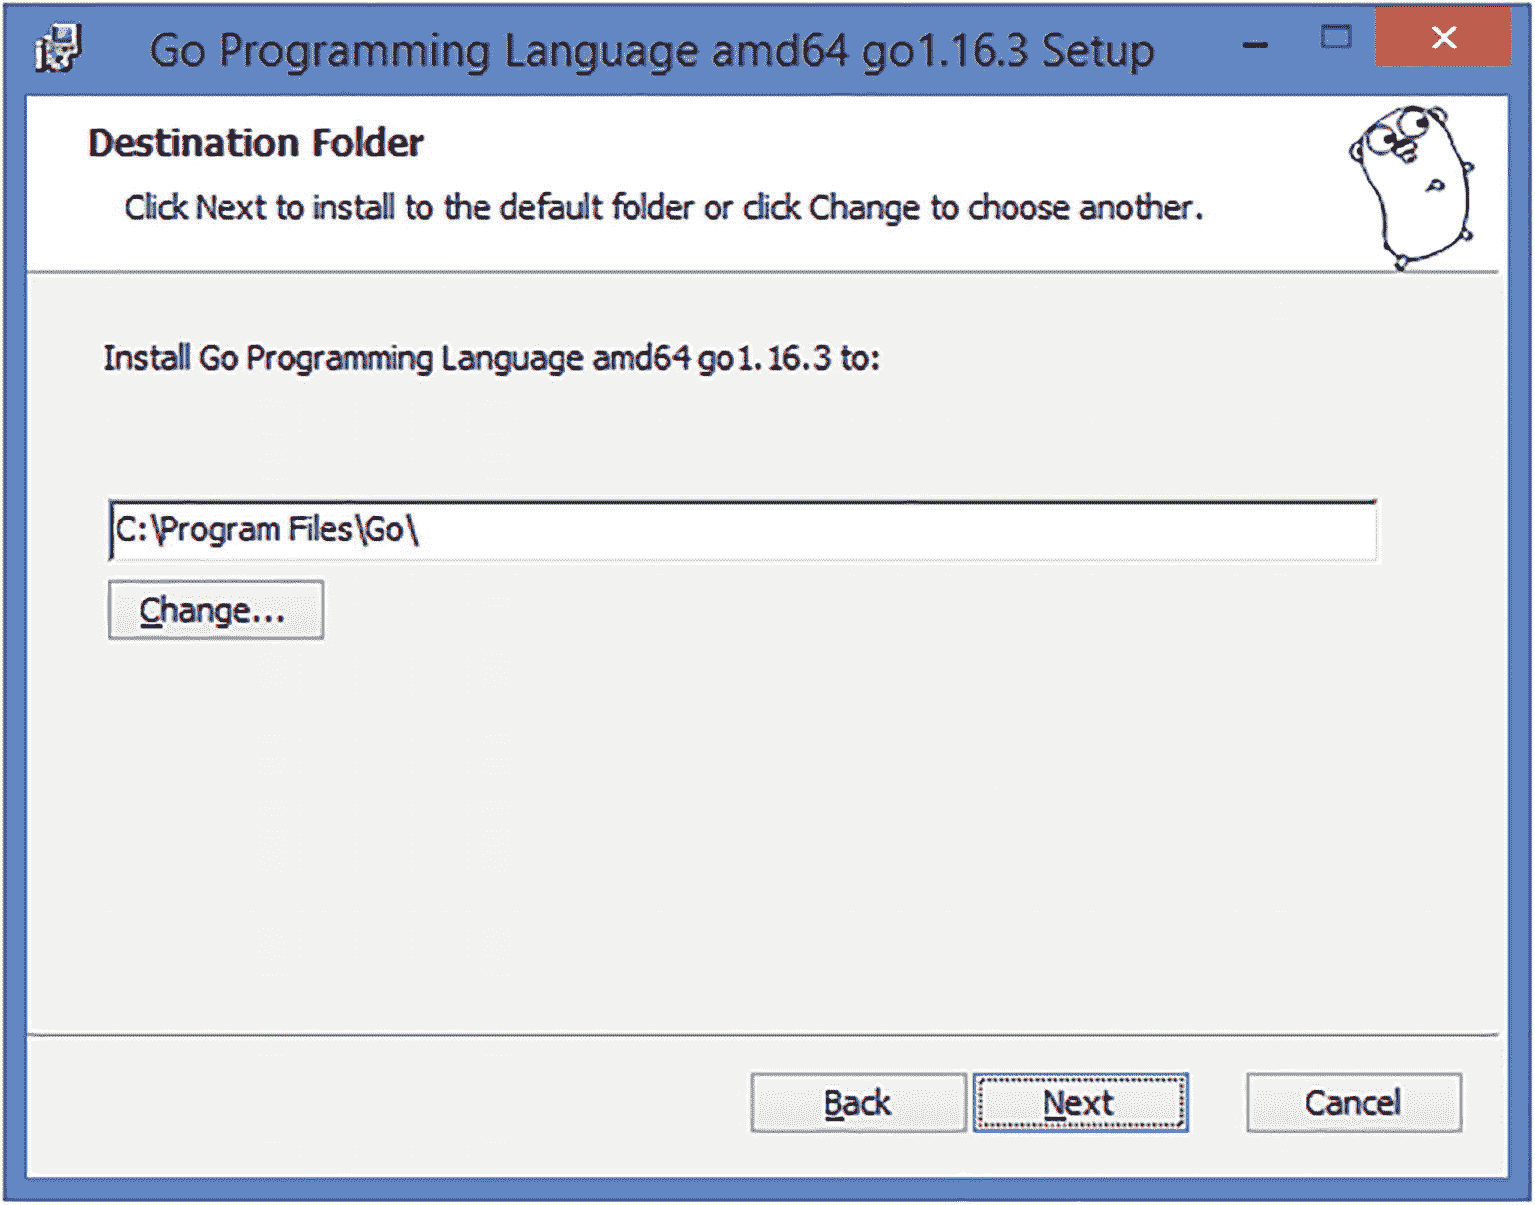 Go Programming Language amd64 go1.16.3 Setup
Destination Folder
Click Next to install to the default folder or click Change to choose another.
Install Go Programming Language amd64 go1.16.3 to:
C:\Program Files\Go\
Change...
Back Next Cancel